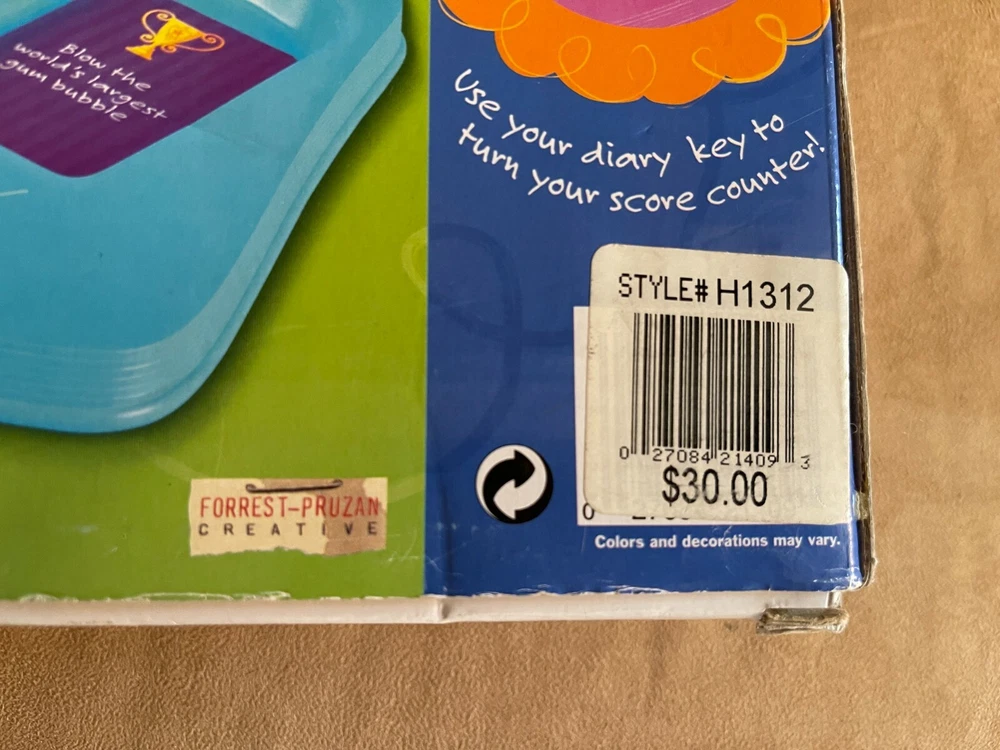 Blow the
world's largest
gum bubble
Use your diary key to
turn your score counter!
STYLE# H1312
0 27084 21409 3
$30.00
0
FORREST-PRUZAN
CREATIVE
Colors and decorations may vary.